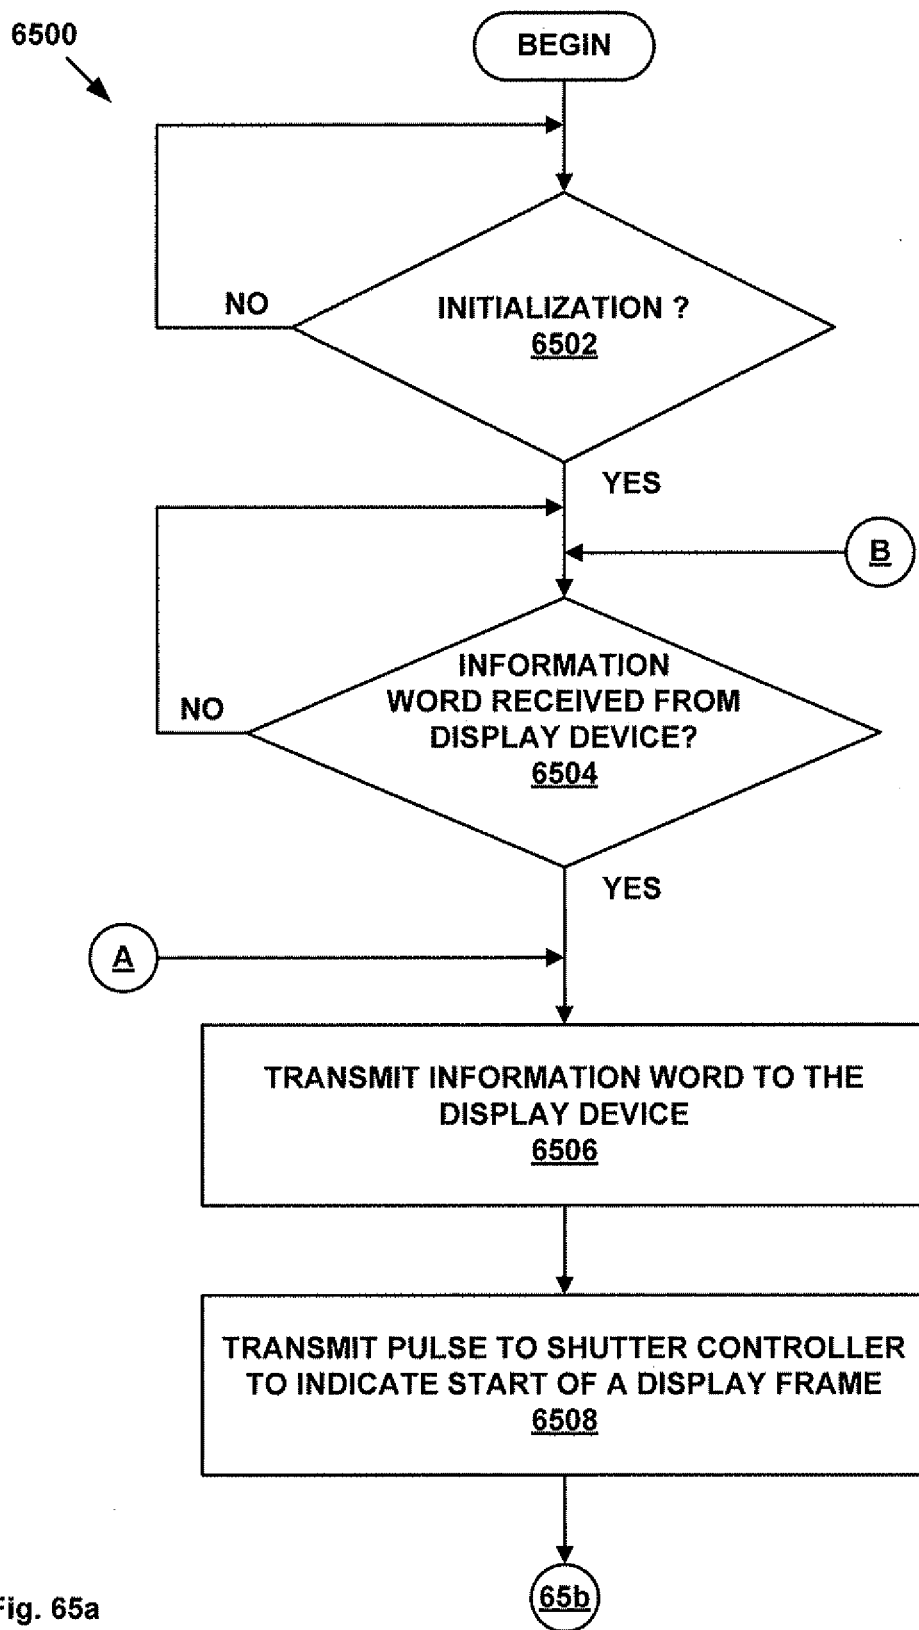 6500
BEGIN
INITIALIZATION ?
6502
NO
YES
B
INFORMATION
WORD RECEIVED FROM
DISPLAY DEVICE?
6504
NO
YES
A
TRANSMIT INFORMATION WORD TO THE
DISPLAY DEVICE
6506
TRANSMIT PULSE TO SHUTTER CONTROLLER
TO INDICATE START OF A DISPLAY FRAME
6508
65b
Fig. 65a